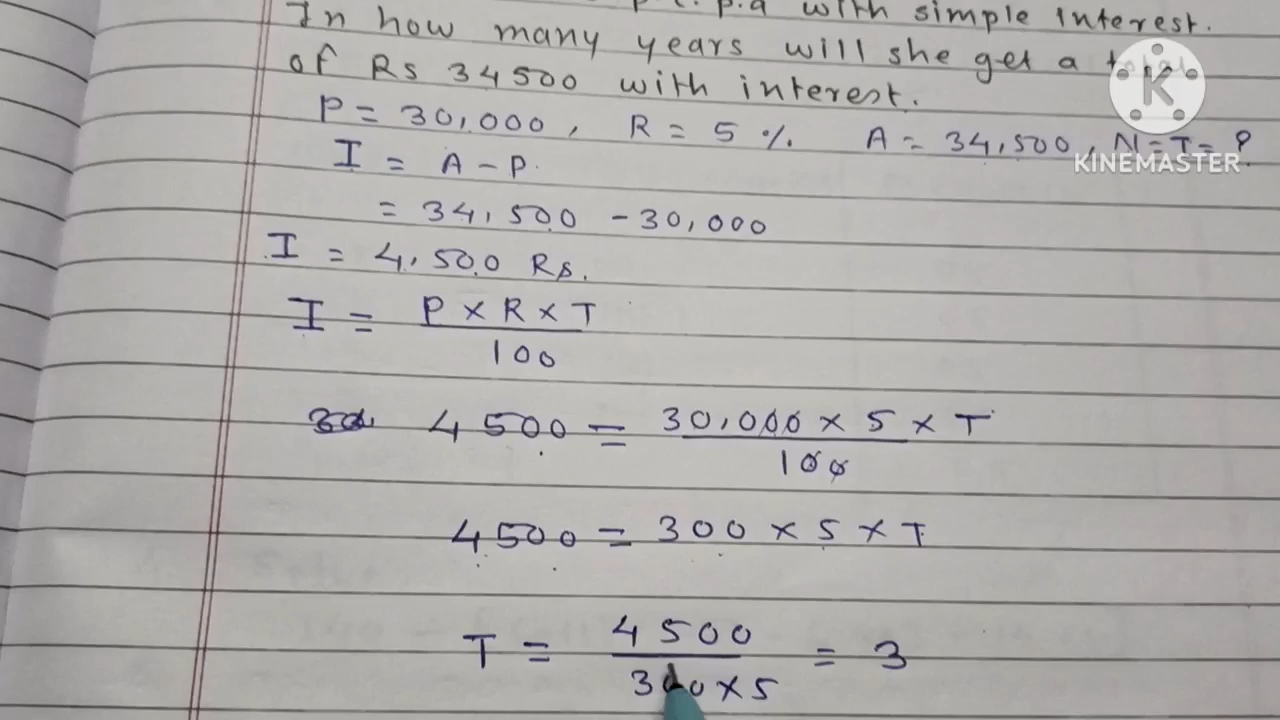 p.c. p.a with simple interest.
In how many years will she get a total
of Rs 34500 with interest.
P = 30,000, R = 5 % A = 34,500, N = T = ?
I = A - P.
= 34,500 - 30,000
I = 4,500 Rs.
I = P × R × T
100
4500 = 30,000 × 5 × T
100
4500 = 300 × 5 × T
T = 4500 = 3
300 × 5
K
KINEMASTER